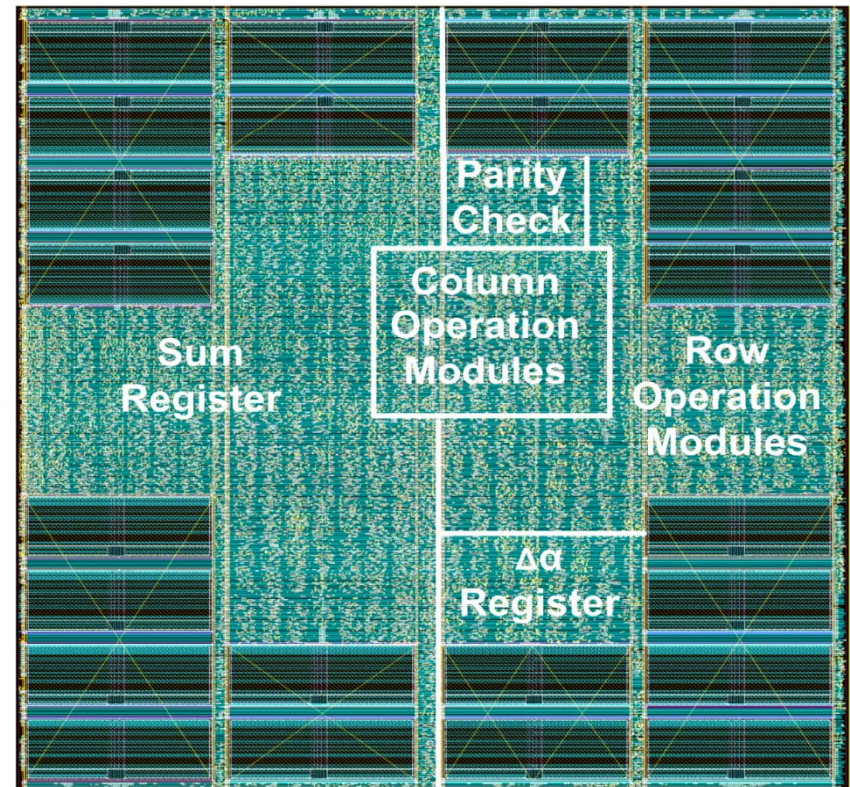 Parity
Check
Column
Operation
Modules
Sum
Register
Row
Operation
Modules
Δα
Register